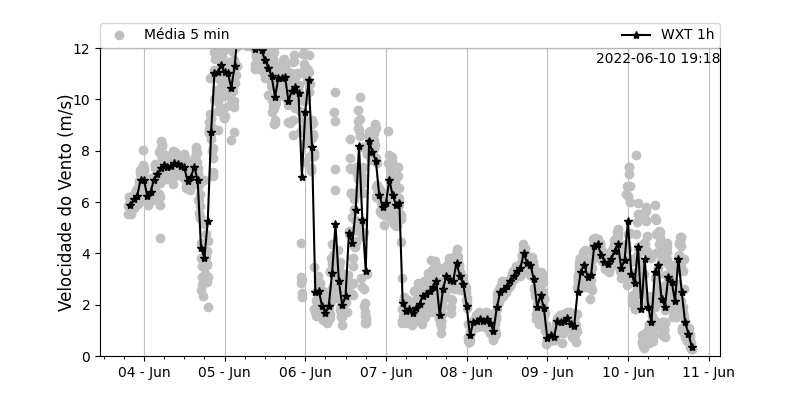 Média 5 min
WXT 1h
2022-06-10 19:18
Velocidade do Vento (m/s)
12
10
8
6
4
2
0
04 - Jun 05 - Jun 06 - Jun 07 - Jun 08 - Jun 09 - Jun 10 - Jun 11 - Jun